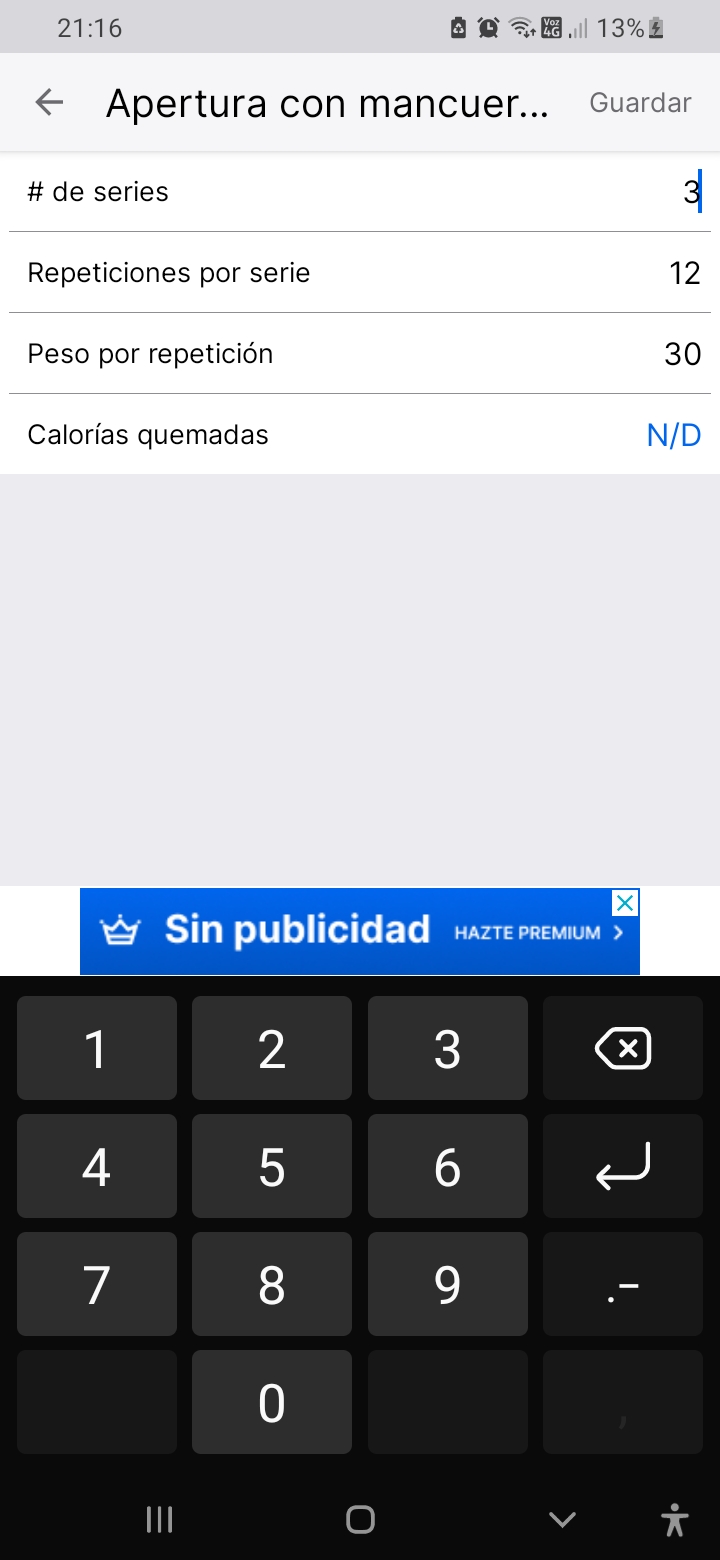 21:16
Voz 4G 13%
Apertura con mancuer...
Guardar
# de series 3
Repeticiones por serie 12
Peso por repetición 30
Calorías quemadas N/D
Sin publicidad HAZTE PREMIUM
1 2 3
4 5 6
7 8 9 .-
0 ,